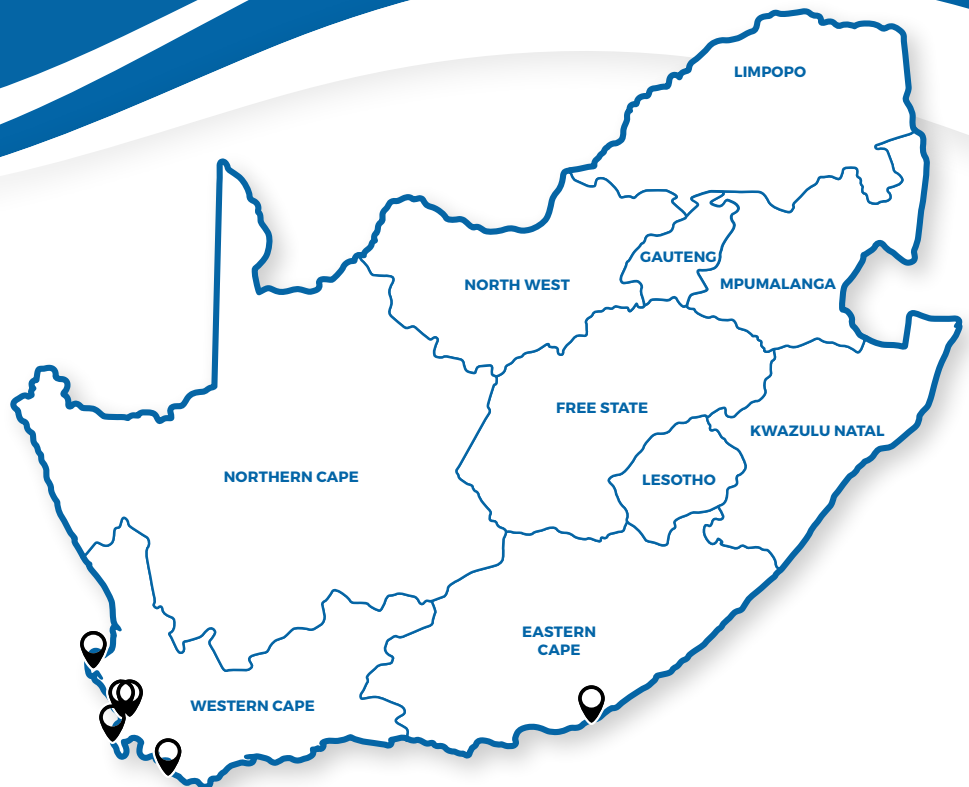 LIMPOPO
GAUTENG
NORTH WEST
MPUMALANGA
FREE STATE
KWAZULU NATAL
NORTHERN CAPE
LESOTHO
EASTERN
CAPE
WESTERN CAPE